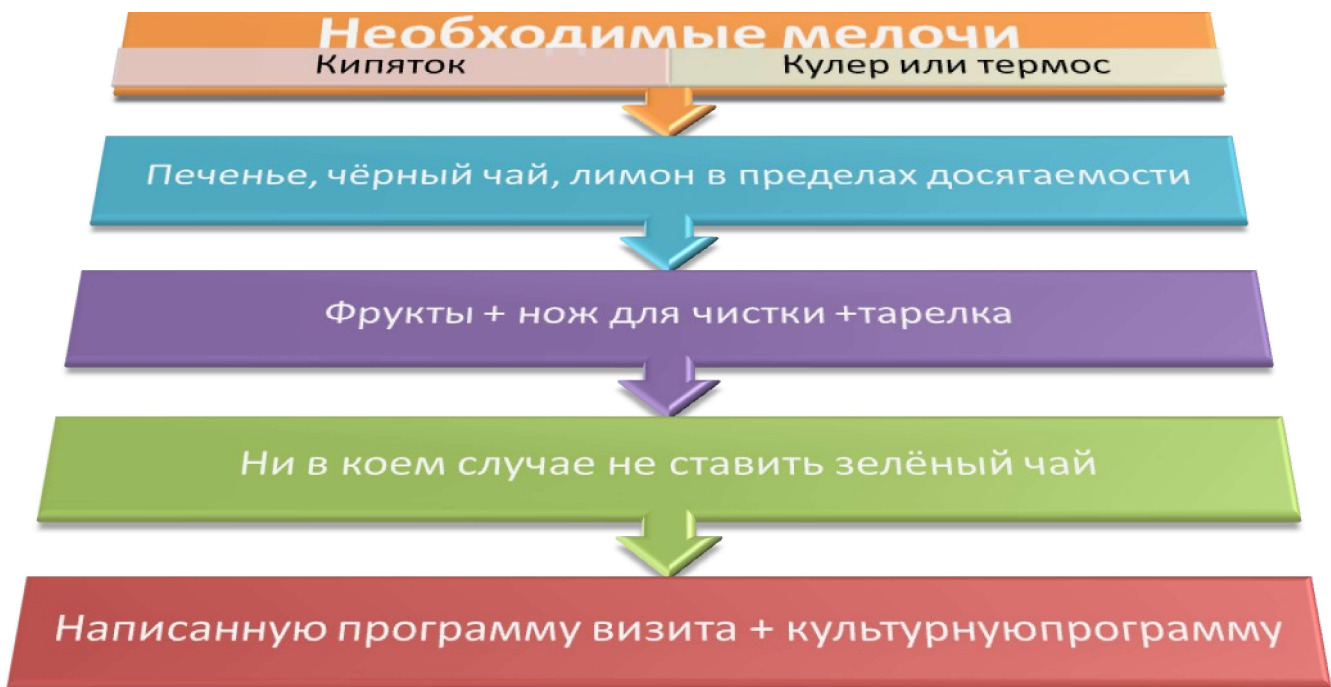 Необходимые мелочи
Кипяток
Кулер или термос
Печенье, чёрный чай, лимон в пределах досягаемости
Фрукты + нож для чистки +тарелка
Ни в коем случае не ставить зелёный чай
Написанную программу визита + культурнуюпрограмму